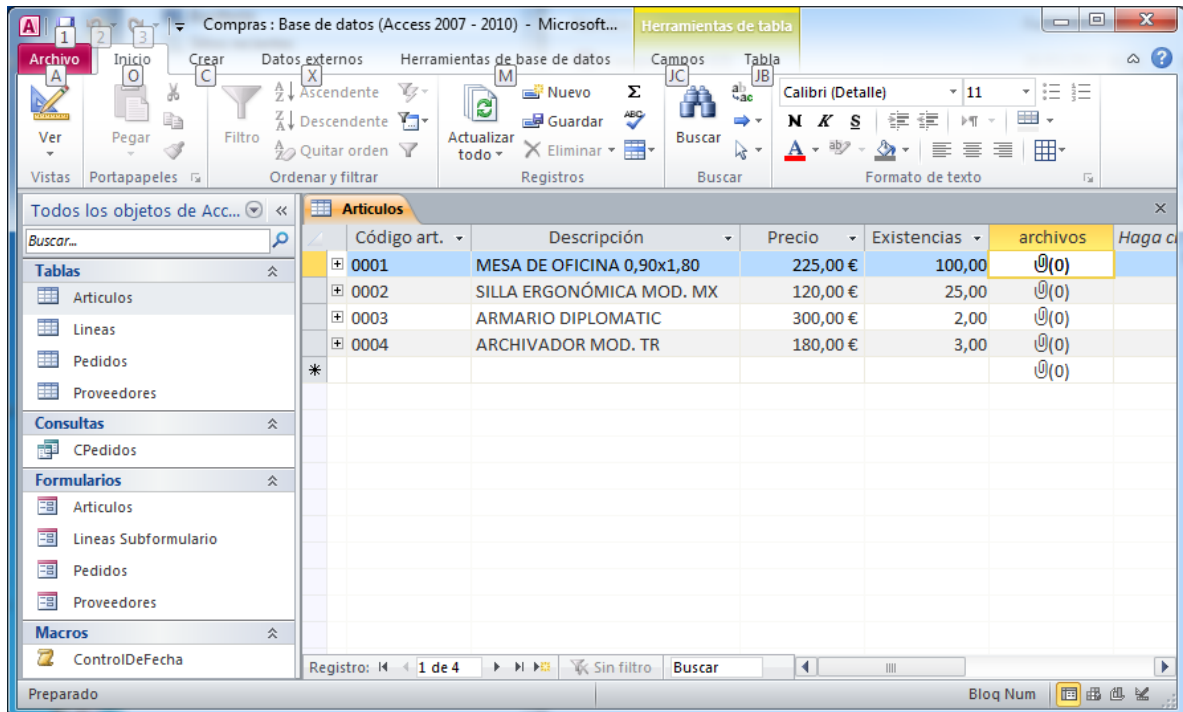 A Compras : Base de datos (Access 2007 - 2010) - Microsoft... Herramientas de tabla
1 2 3
Archivo Inicio Crear Datos externos Herramientas de base de datos Campos Tabla
A O C X M JC JB
Ver Pegar Filtro Ascendente Descendente Quitar orden Actualizar todo Nuevo Guardar Eliminar Σ ABC Buscar ab ac Calibri (Detalle) 11
N K S
A ab
Vistas Portapapeles Ordenar y filtrar Registros Buscar Formato de texto
Todos los objetos de Acc... «
Buscar...
Tablas
Articulos
Lineas
Pedidos
Proveedores
Consultas
CPedidos
Formularios
Articulos
Lineas Subformulario
Pedidos
Proveedores
Macros
ControlDeFecha
Articulos
Código art. Descripción Precio Existencias archivos Haga cl
0001 MESA DE OFICINA 0,90x1,80 225,00 € 100,00 (0)
0002 SILLA ERGONÓMICA MOD. MX 120,00 € 25,00 (0)
0003 ARMARIO DIPLOMATIC 300,00 € 2,00 (0)
0004 ARCHIVADOR MOD. TR 180,00 € 3,00 (0)
(0)
Registro: 1 de 4 Sin filtro Buscar
Preparado Bloq Num